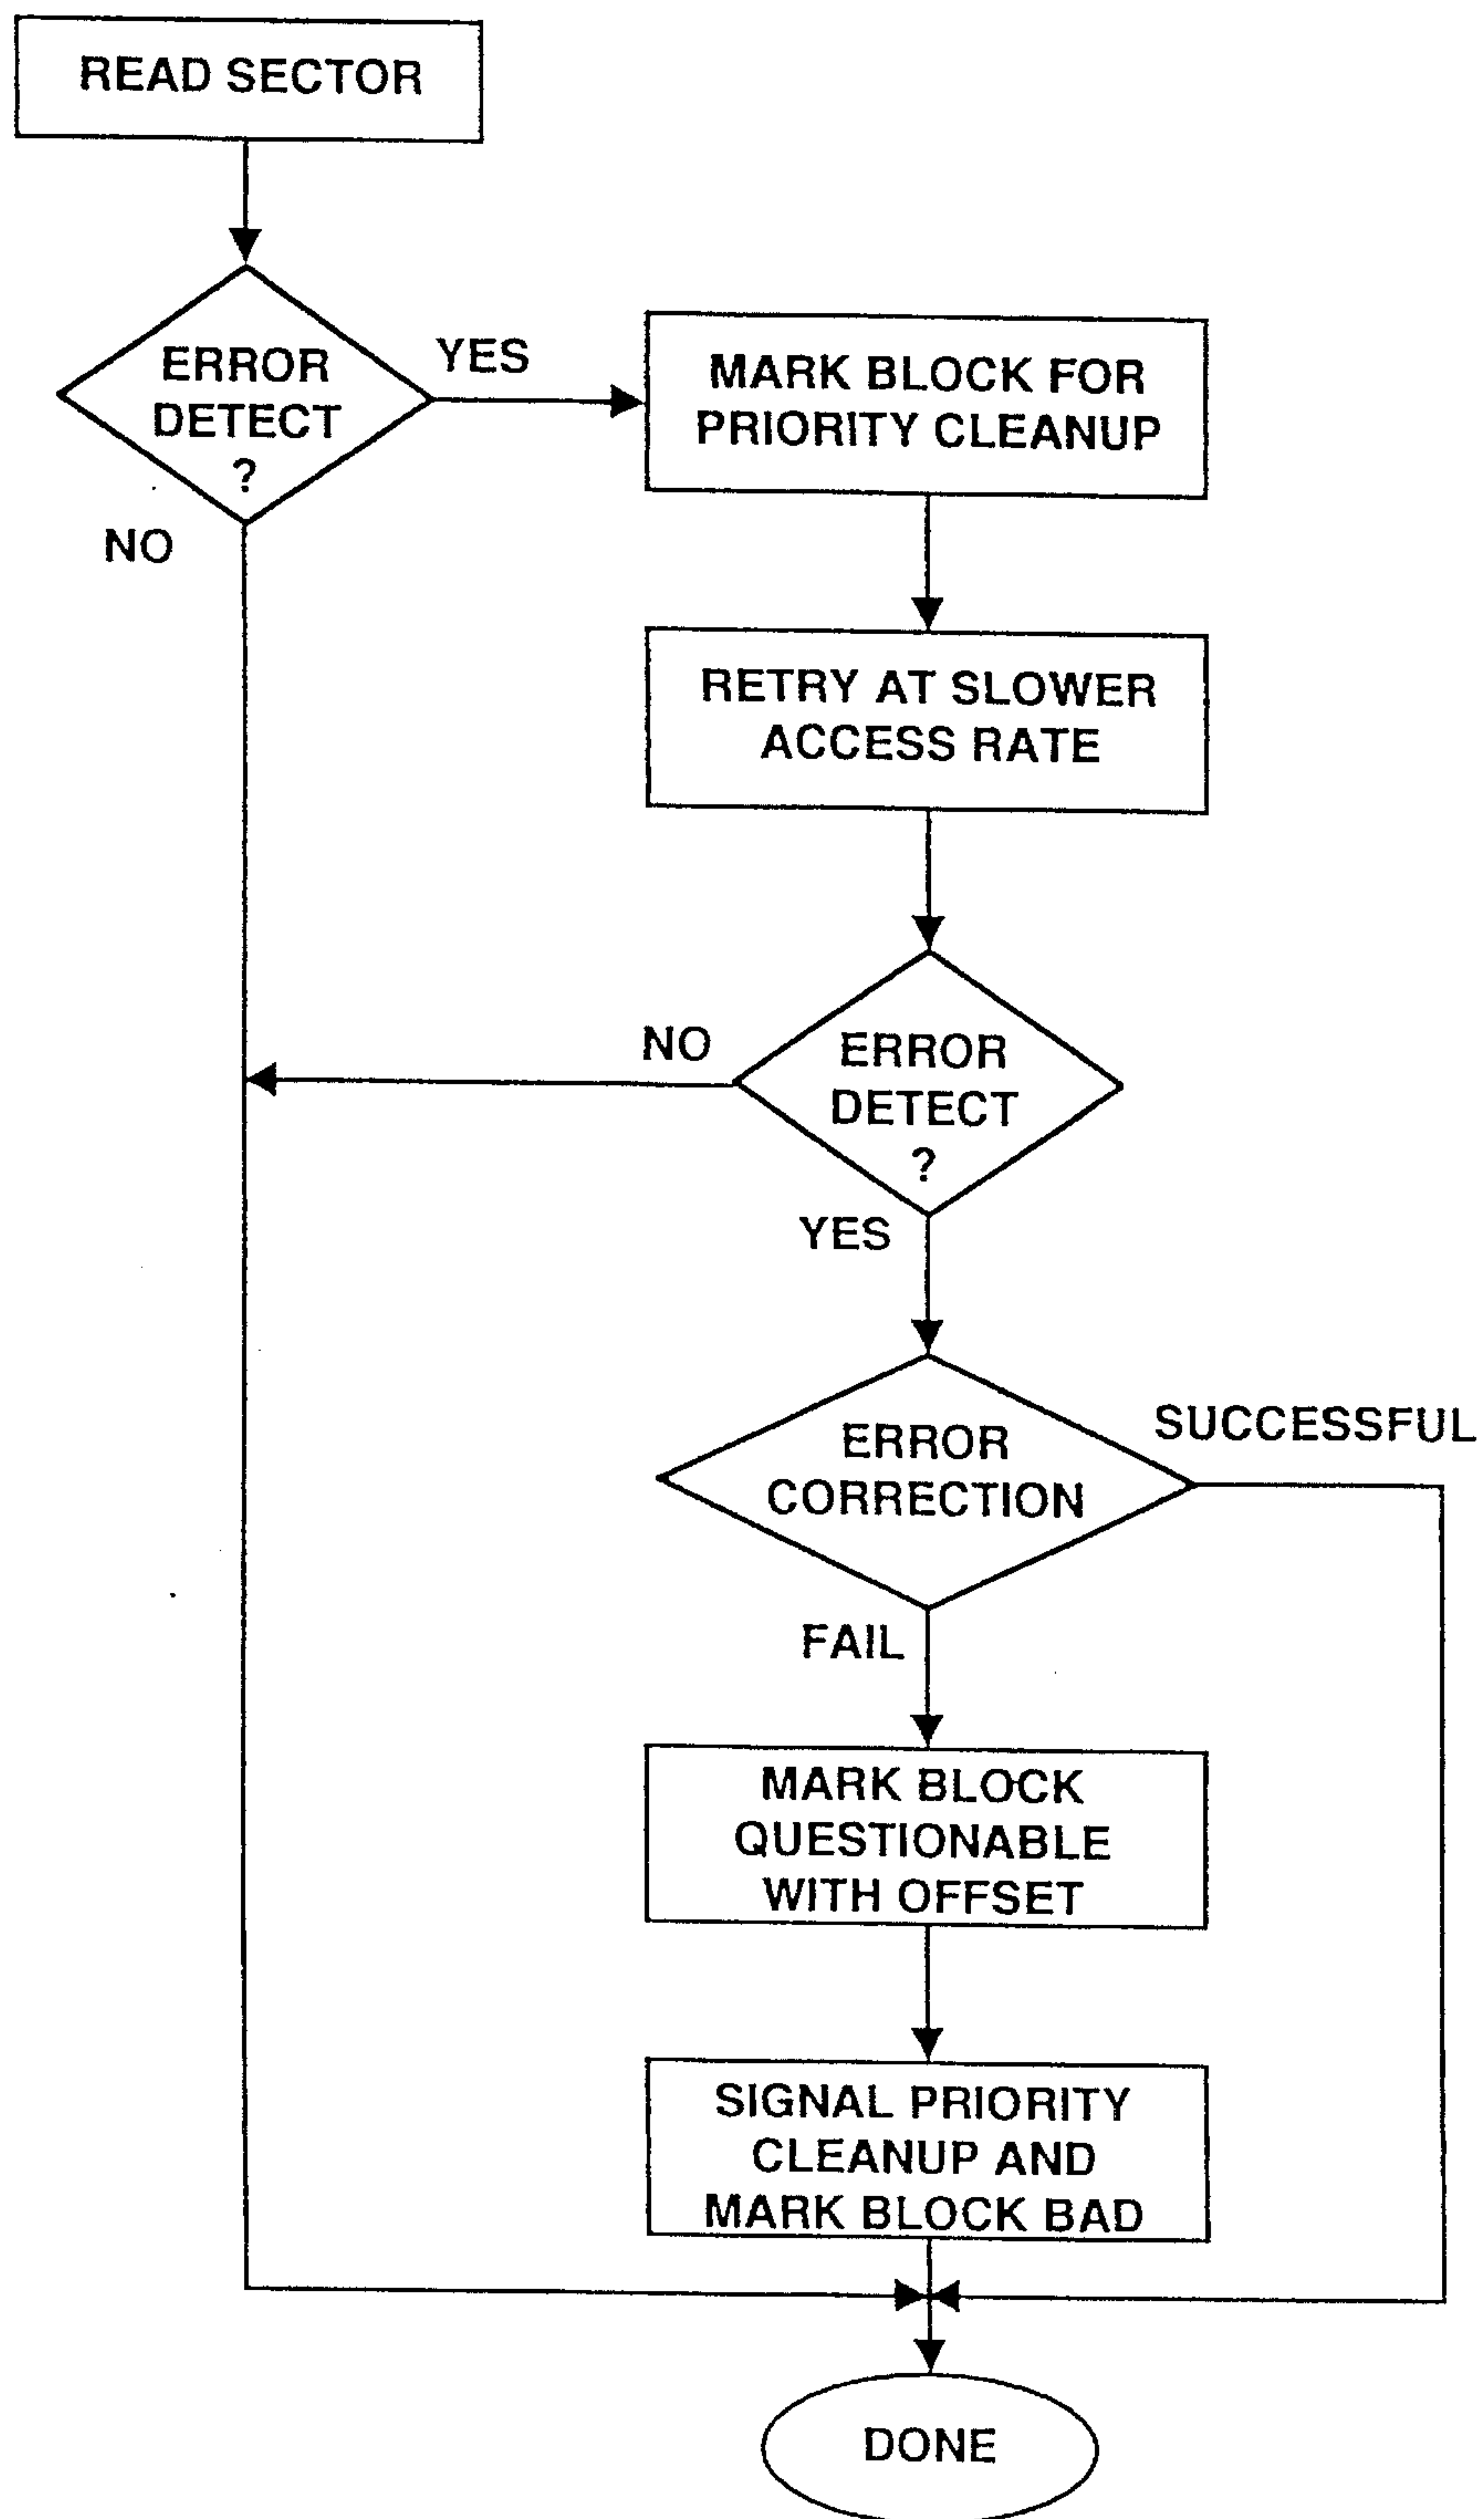 READ SECTOR
ERROR
DETECT
?
YES
NO
MARK BLOCK FOR
PRIORITY CLEANUP
RETRY AT SLOWER
ACCESS RATE
ERROR
DETECT
?
NO
YES
ERROR
CORRECTION
SUCCESSFUL
FAIL
MARK BLOCK
QUESTIONABLE
WITH OFFSET
SIGNAL PRIORITY
CLEANUP AND
MARK BLOCK BAD
DONE